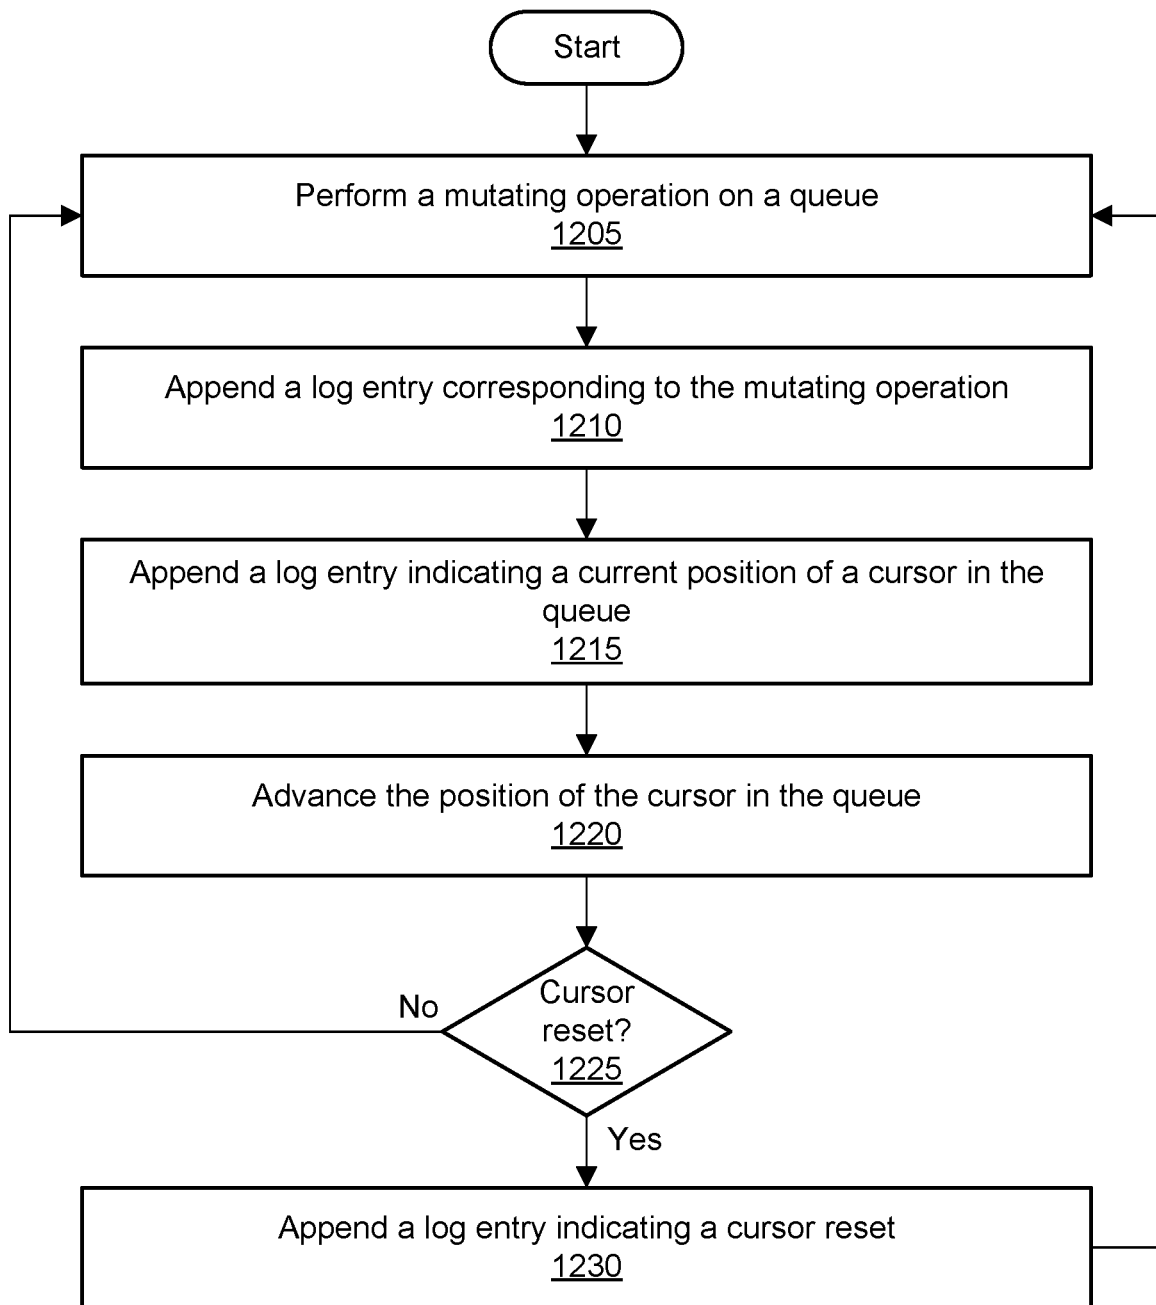 Start
Perform a mutating operation on a queue
1205
Append a log entry corresponding to the mutating operation
1210
Append a log entry indicating a current position of a cursor in the
queue
1215
Advance the position of the cursor in the queue
1220
Cursor
reset?
1225
No
Yes
Append a log entry indicating a cursor reset
1230